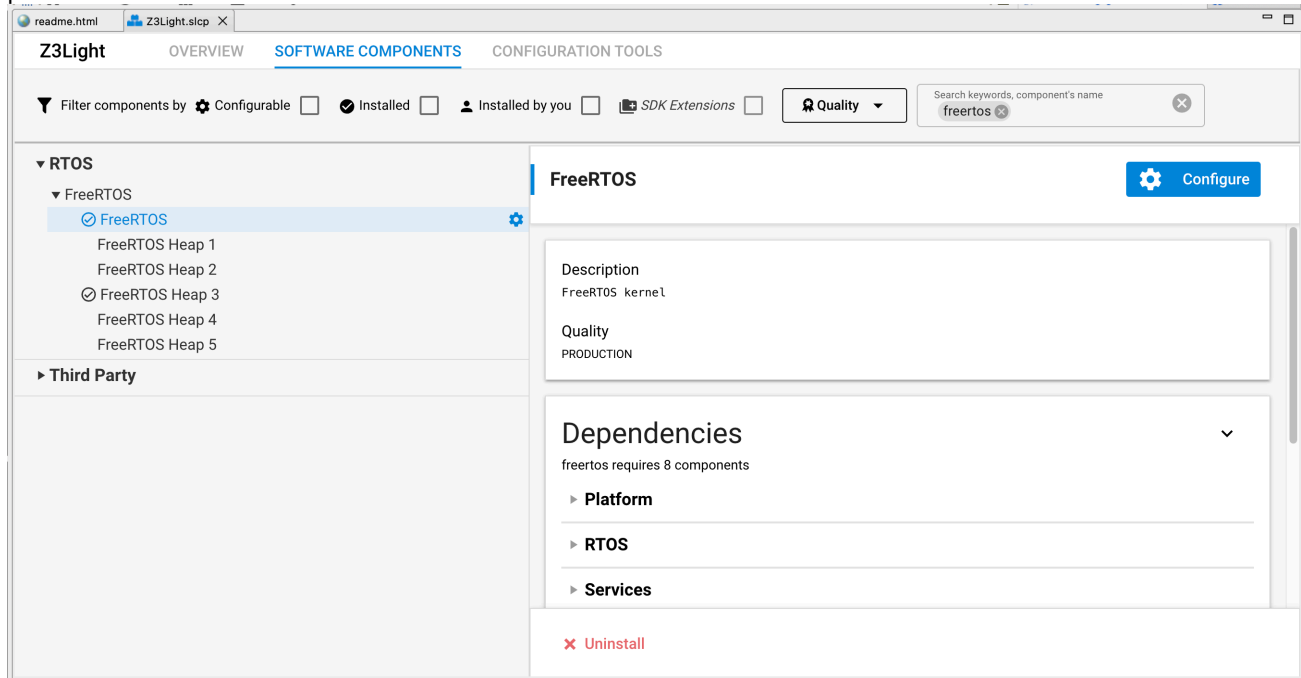 readme.html
Z3Light.slcp
Z3Light OVERVIEW SOFTWARE COMPONENTS CONFIGURATION TOOLS
Filter components by Configurable Installed Installed by you SDK Extensions Quality
Search keywords, component's name
freertos
RTOS
FreeRTOS
FreeRTOS
FreeRTOS Heap 1
FreeRTOS Heap 2
FreeRTOS Heap 3
FreeRTOS Heap 4
FreeRTOS Heap 5
Third Party
FreeRTOS
Configure
Description
FreeRTOS kernel
Quality
PRODUCTION
Dependencies
freertos requires 8 components
Platform
RTOS
Services
Uninstall